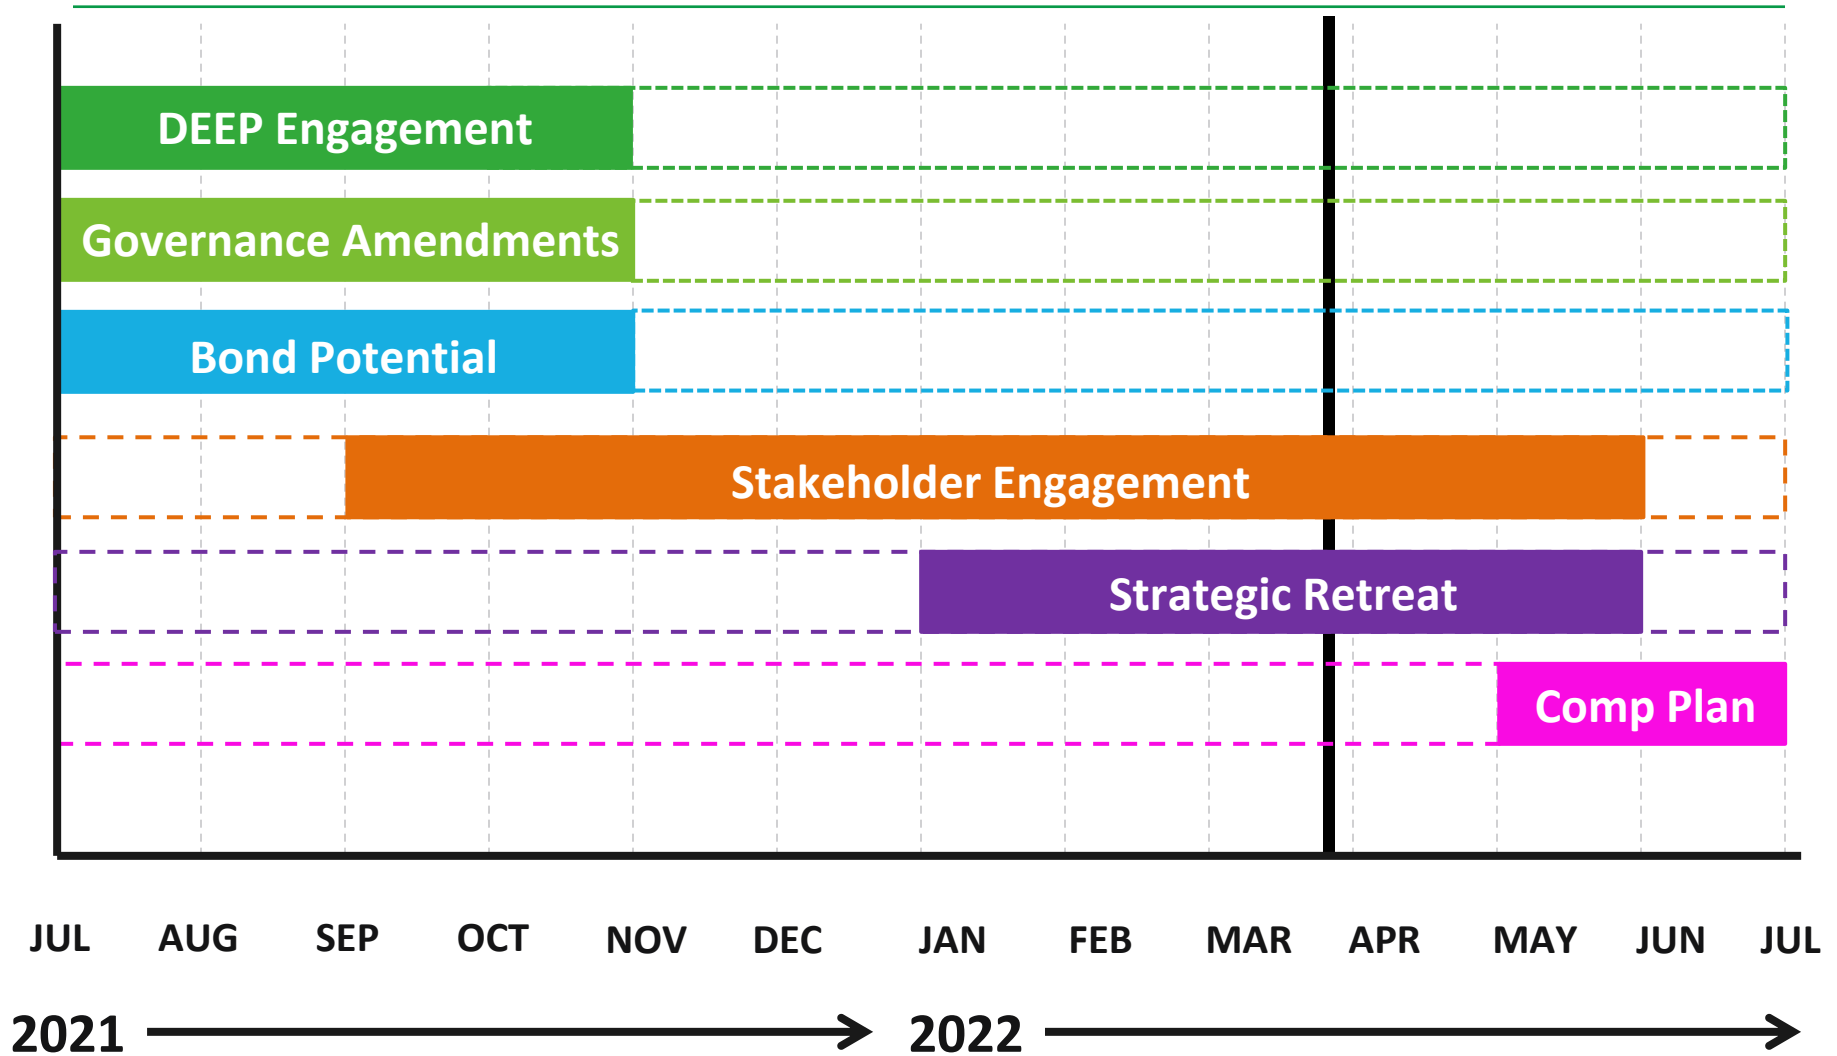 DEEP Engagement
Governance Amendments
Bond Potential
Stakeholder Engagement
Strategic Retreat
Comp Plan
JUL AUG SEP OCT NOV DEC JAN FEB MAR APR MAY JUN JUL
2021 2022